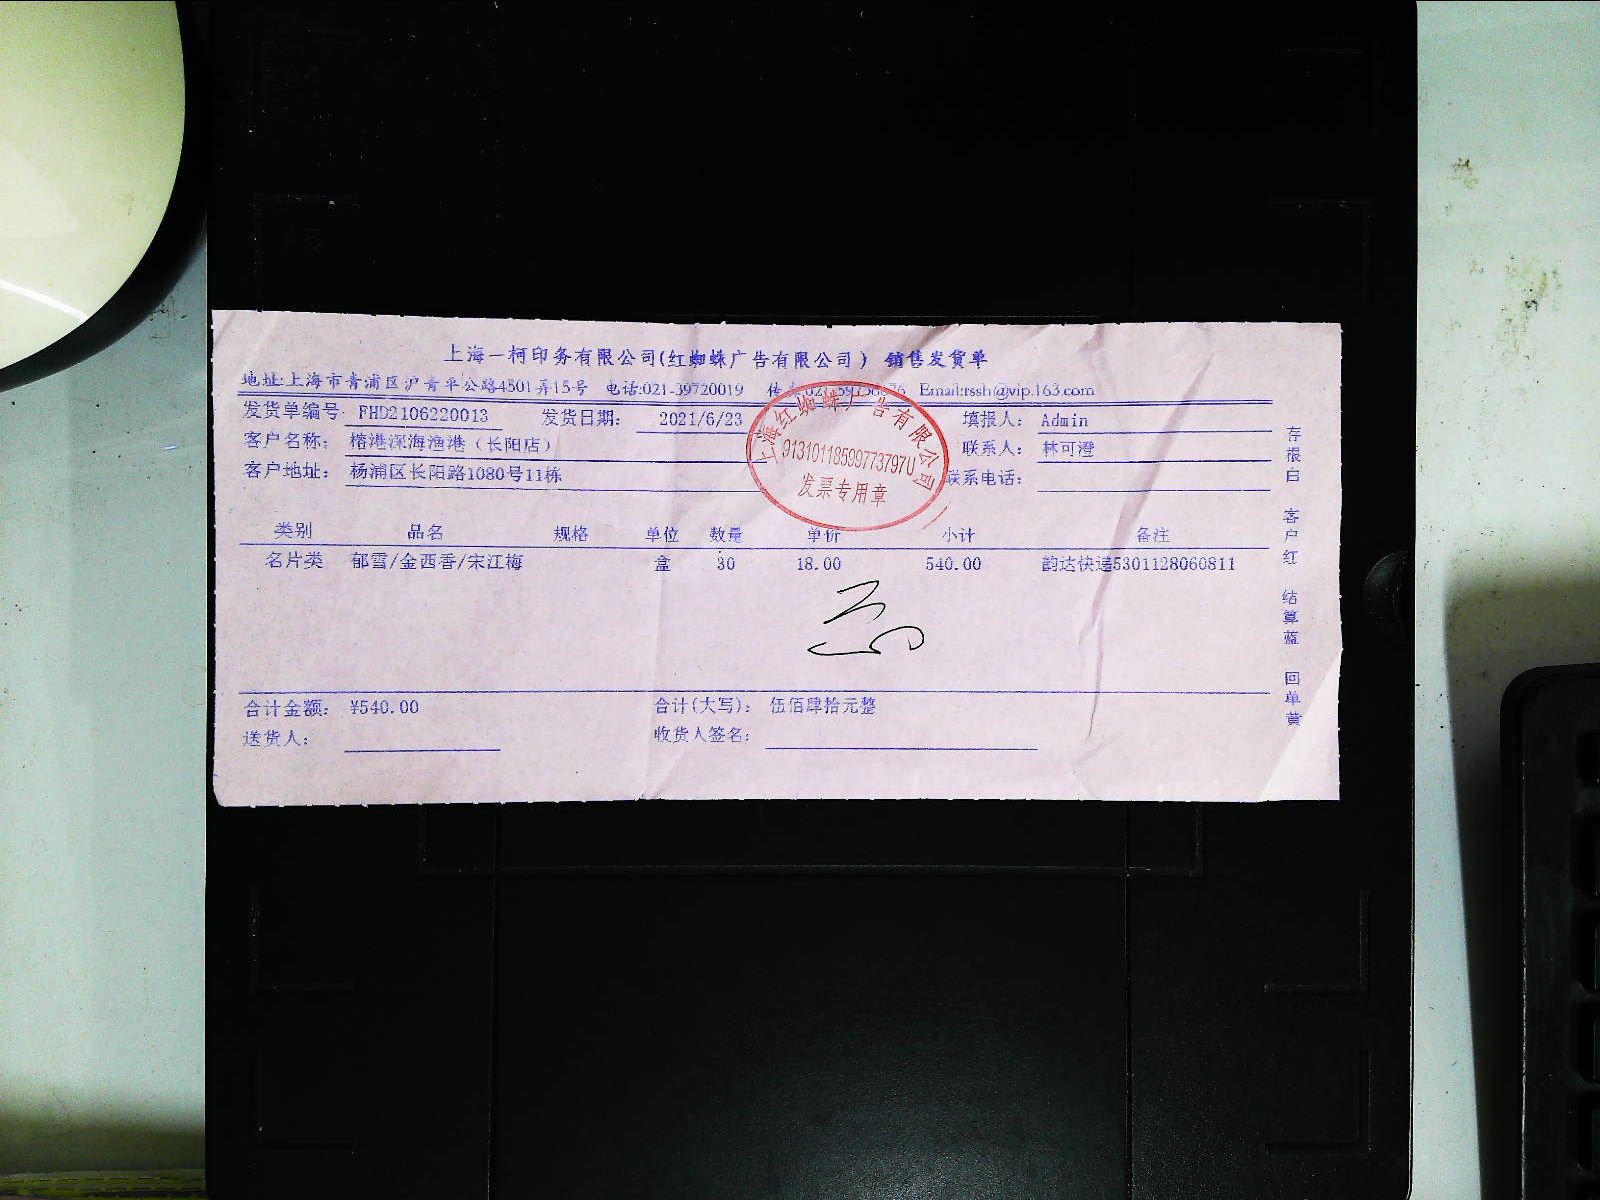 上海一柯印务有限公司(红蜘蛛广告有限公司) 销售发货单
地址:上海市青浦区沪青平公路4501弄15号 电话:021-39720019 Email:rssh@vip.163.com
发货单编号: FHD2106220013 发货日期: 2021/6/23 填报人: Admin
客户名称: 榕港深海渔港(长阳店) 联系人: 林可澄
客户地址: 杨浦区长阳路1080号11栋 联系电话:
上海红蜘蛛广告有限公司
91310118599773797U
发票专用章
类别 品名 规格 单位 数量 单价 小计 备注
名片类 郁雪/金西香/宋江梅 盒 30 18.00 540.00 韵达快递5301128060811
合计金额: ¥540.00 合计(大写): 伍佰肆拾元整
送货人: 收货人签名:
存根白 客户红 结算蓝 回单黄